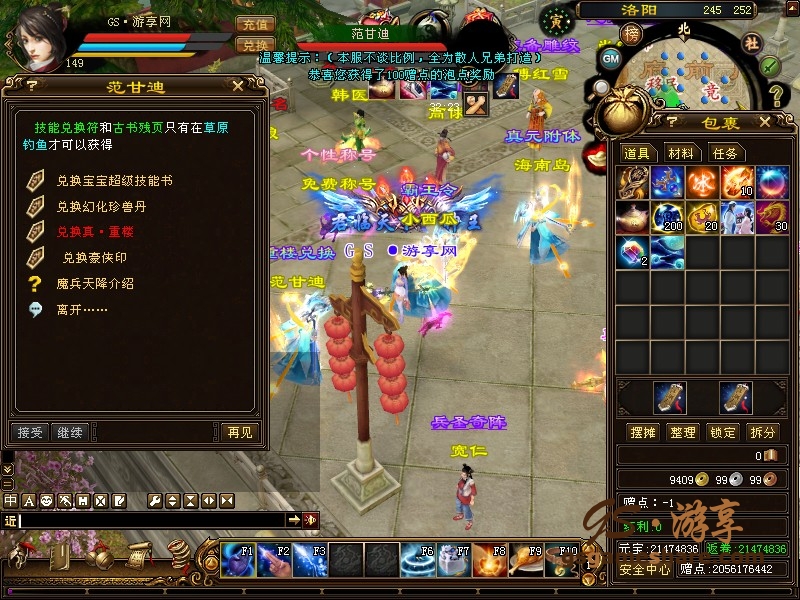 GS·游享网
149
充值
兑换
范甘迪
洛阳
245 252
温馨提示:(本服不谈比例,全为散人兄弟打造)
恭喜您获得了100赠点的泡点奖励
北
榜
社
GM
寅
范甘迪
技能兑换符和古书残页只有在草原
钓鱼才可以获得
兑换宝宝超级技能书
兑换幻化珍兽丹
兑换真·重楼
兑换豪侠印
魔兵天降介绍
离开……
接受
继续
再见
韩医
傅红雪
真元附体
海南岛
个性称号
免费称号
霸王令
小西瓜
GS
游享网
范甘迪
兵圣奇阵
宽仁
包裹
道具
材料
任务
10
200
20
30
2
摆摊
整理
锁定
拆分
0
9409
99
99
赠点:-1
红利:0
元宝:21474836
返券:21474836
安全中心
赠点:2056176442
游享
中
近
F1
F2
F3
F6
F7
F8
F9
F10